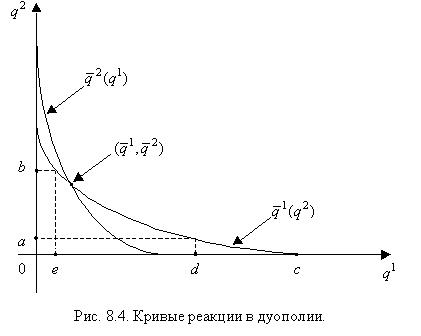 q²
q̅²(q¹)
(q̅¹,q̅²)
b
q̅¹(q²)
a
0 e d c q¹
Рис. 8.4. Кривые реакции в дуополии.